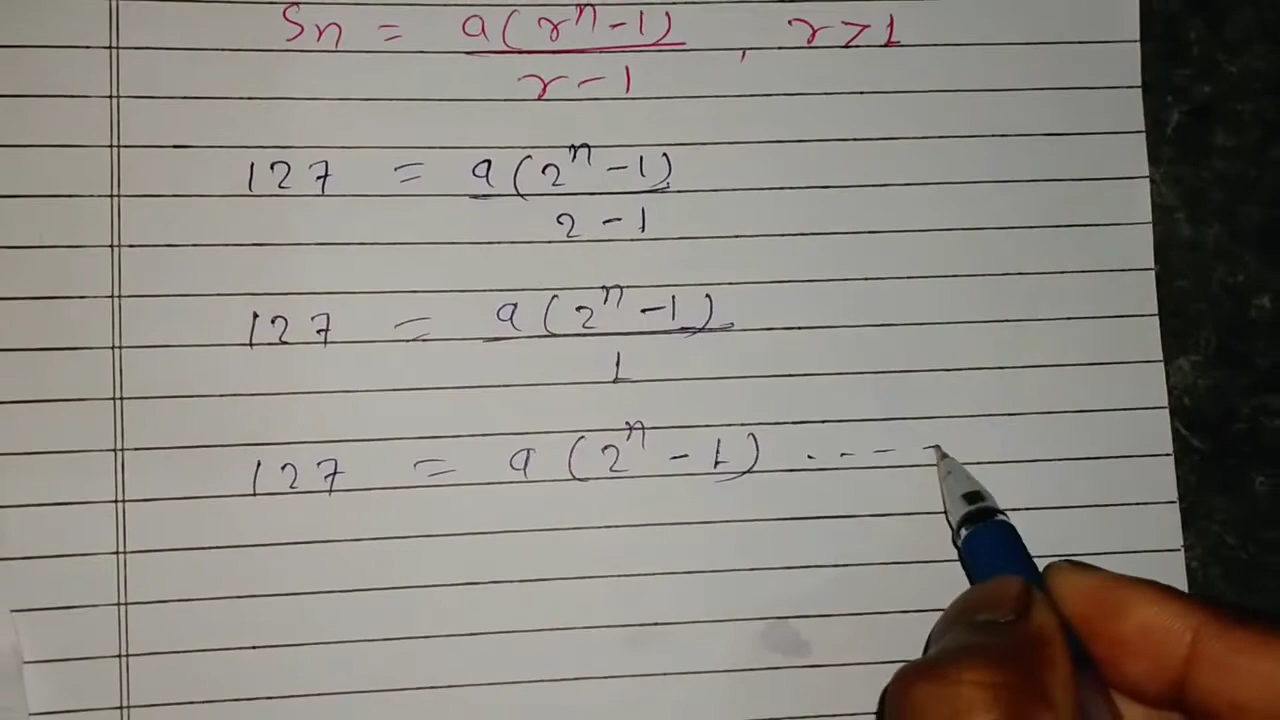 Sn = a(r^n-1)/r-1, r>1
127 = a(2^n-1)/2-1
127 = a(2^n-1)/1
127 = a(2^n-1) ----